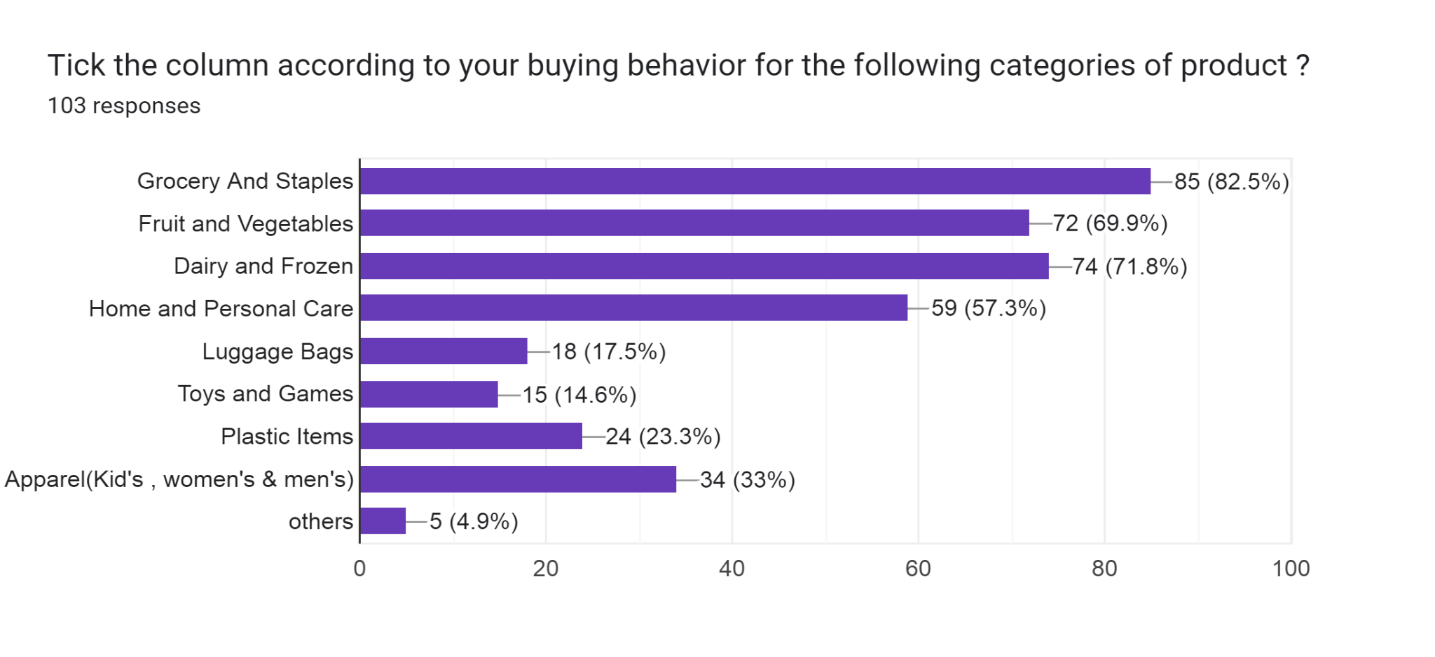 Tick the column according to your buying behavior for the following categories of product ?
103 responses
Grocery And Staples 85 (82.5%)
Fruit and Vegetables 72 (69.9%)
Dairy and Frozen 74 (71.8%)
Home and Personal Care 59 (57.3%)
Luggage Bags 18 (17.5%)
Toys and Games 15 (14.6%)
Plastic Items 24 (23.3%)
Apparel(Kid's , women's & men's) 34 (33%)
others 5 (4.9%)
0 20 40 60 80 100